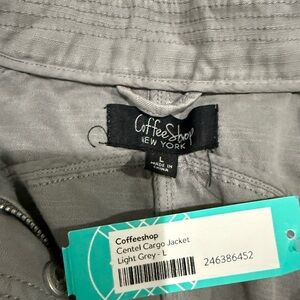 CoffeeShop
NEW YORK
L
MADE IN
CHINA
Coffeeshop
Centel Cargo Jacket
Light Grey - L
246386452